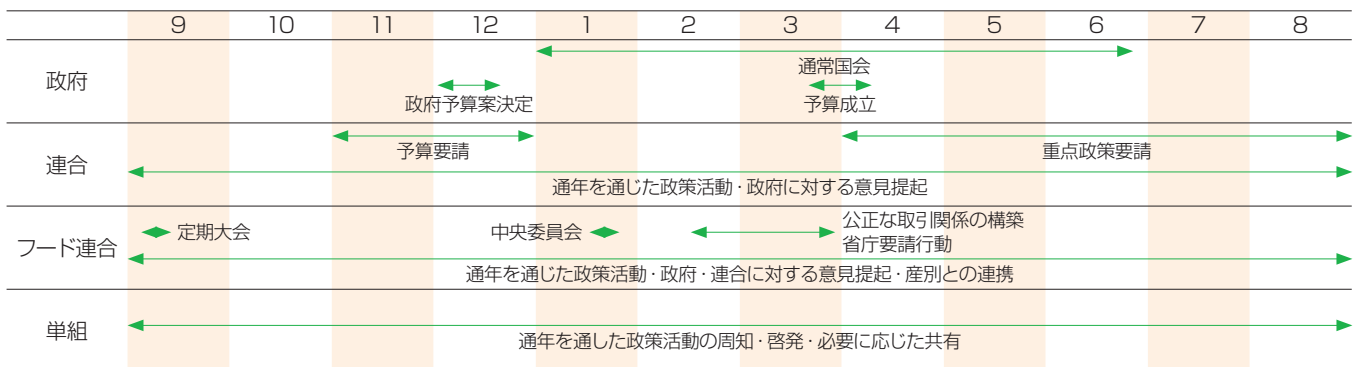 9 10 11 12 1 2 3 4 5 6 7 8
政府
通常国会
政府予算案決定
予算成立
連合
予算要請
重点政策要請
通年を通じた政策活動・政府に対する意見提起
フード連合
定期大会
中央委員会
公正な取引関係の構築
省庁要請行動
通年を通じた政策活動・政府・連合に対する意見提起・産別との連携
単組
通年を通した政策活動の周知・啓発・必要に応じた共有